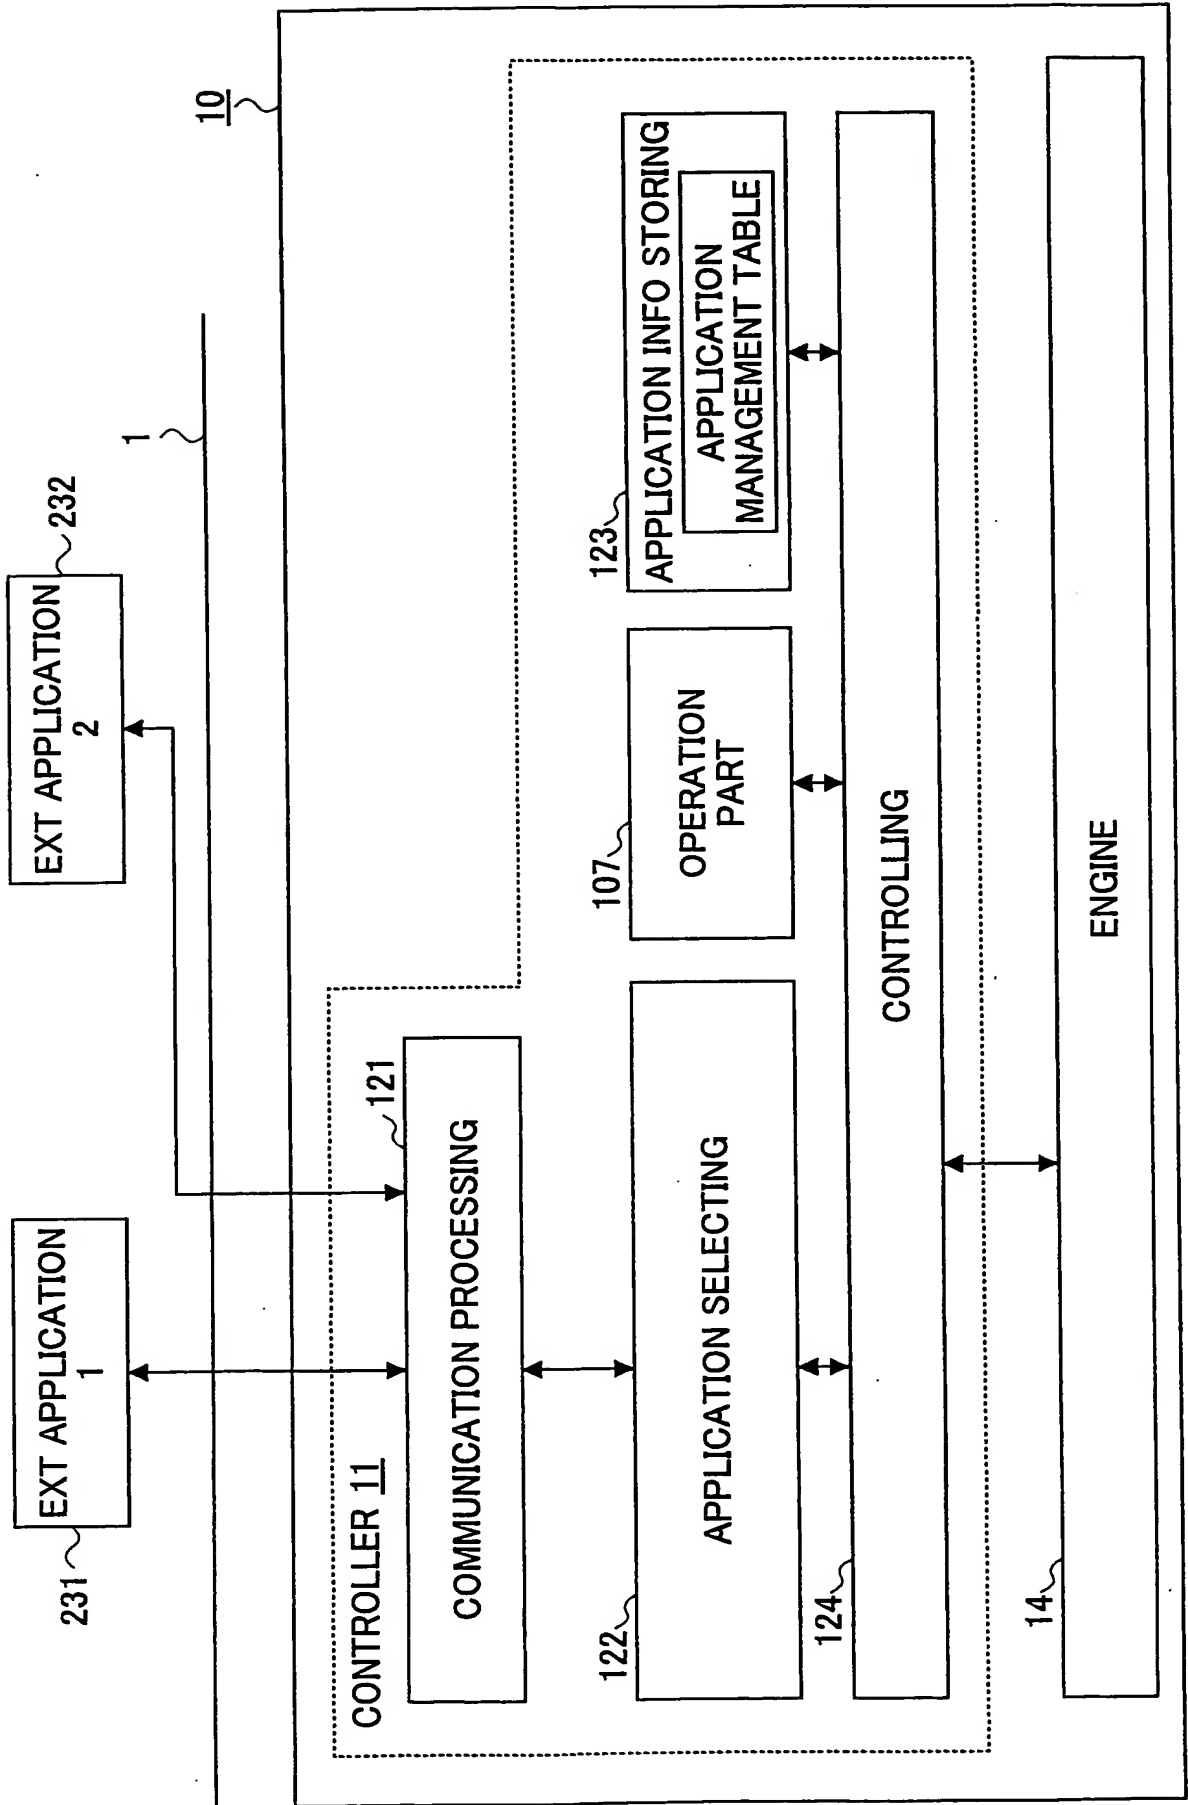 231
EXT APPLICATION
1
EXT APPLICATION
2
232
1
10
CONTROLLER 11
121
COMMUNICATION PROCESSING
122
APPLICATION SELECTING
107
OPERATION
PART
123
APPLICATION INFO STORING
APPLICATION
MANAGEMENT TABLE
124
CONTROLLING
14
ENGINE